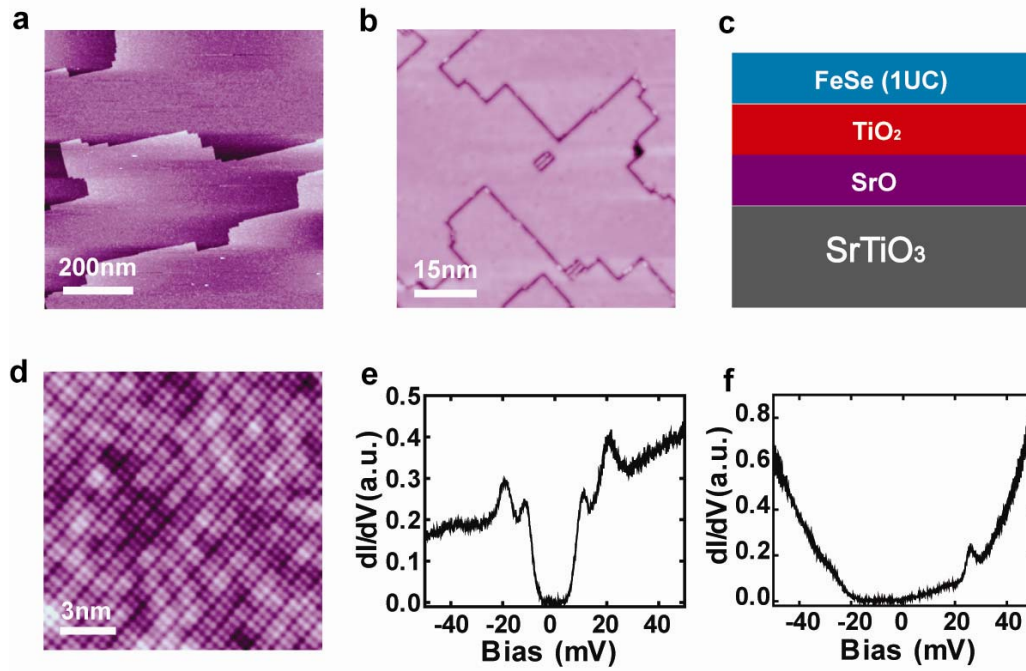 a
200nm
b
15nm
c
FeSe (1UC)
TiO₂
SrO
SrTiO₃
d
3nm
e
0.5
0.4
0.3
0.2
0.1
0.0
dI/dV(a.u.)
-40 -20 0 20 40
Bias (mV)
f
0.8
0.6
0.4
0.2
0.0
dI/dV(a.u.)
-40 -20 0 20 40
Bias (mV)